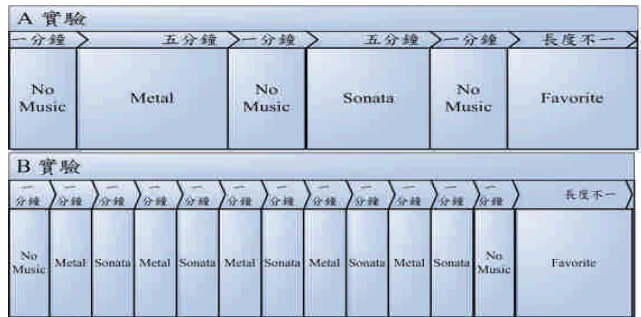 A 實驗
一分鐘 五分鐘 一分鐘 五分鐘 一分鐘 長度不一
No Music Metal No Music Sonata No Music Favorite
B 實驗
一分鐘 一分鐘 一分鐘 一分鐘 一分鐘 一分鐘 一分鐘 一分鐘 一分鐘 一分鐘 一分鐘 一分鐘 長度不一
No Music Metal Sonata Metal Sonata Metal Sonata Metal Sonata Metal Sonata No Music Favorite